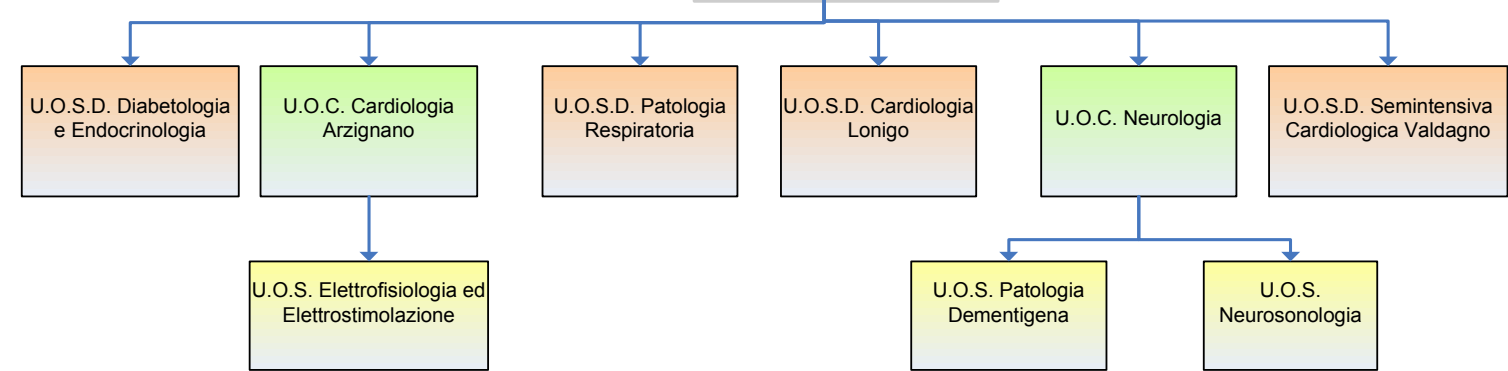 U.O.S.D. Diabetologia
e Endocrinologia
U.O.C. Cardiologia
Arzignano
U.O.S.D. Patologia
Respiratoria
U.O.S.D. Cardiologia
Lonigo
U.O.C. Neurologia
U.O.S.D. Semintensiva
Cardiologica Valdagno
U.O.S. Elettrofisiologia ed
Elettrostimolazione
U.O.S. Patologia
Dementigena
U.O.S.
Neurosonologia